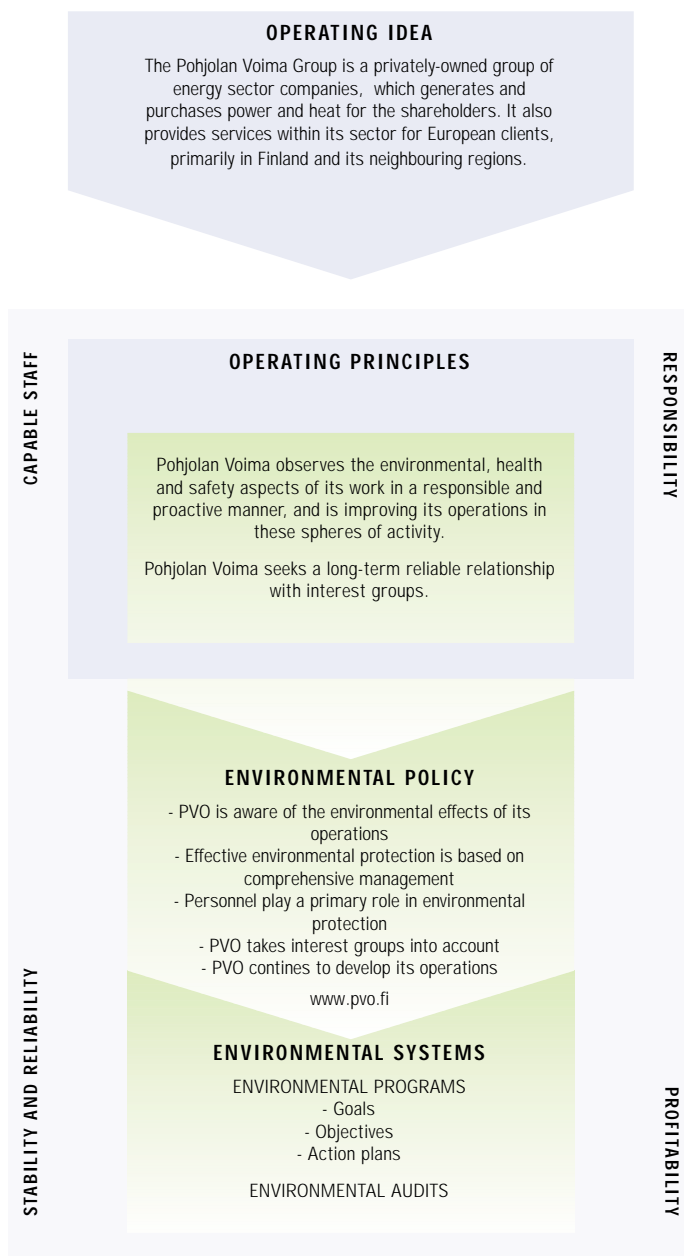 OPERATING IDEA
The Pohjolan Voima Group is a privately-owned group of
energy sector companies, which generates and
purchases power and heat for the shareholders. It also
provides services within its sector for European clients,
primarily in Finland and its neighbouring regions.
CAPABLE STAFF
RESPONSIBILITY
OPERATING PRINCIPLES
Pohjolan Voima observes the environmental, health
and safety aspects of its work in a responsible and
proactive manner, and is improving its operations in
these spheres of activity.
Pohjolan Voima seeks a long-term reliable relationship
with interest groups.
ENVIRONMENTAL POLICY
- PVO is aware of the environmental effects of its
operations
- Effective environmental protection is based on
comprehensive management
- Personnel play a primary role in environmental
protection
- PVO takes interest groups into account
- PVO contines to develop its operations
www.pvo.fi
STABILITY AND RELIABILITY
PROFITABILITY
ENVIRONMENTAL SYSTEMS
ENVIRONMENTAL PROGRAMS
- Goals
- Objectives
- Action plans
ENVIRONMENTAL AUDITS